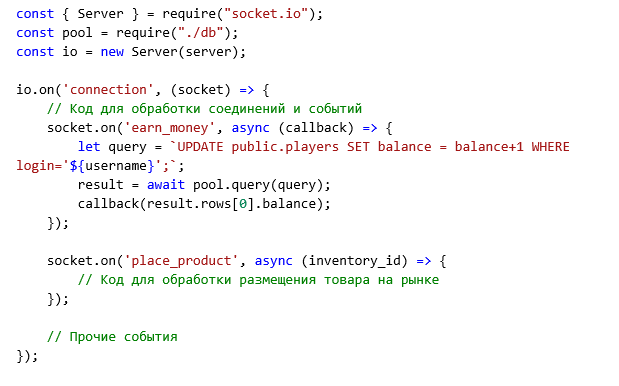 const { Server } = require("socket.io");
const pool = require("./db");
const io = new Server(server);

io.on('connection', (socket) => {
    // Код для обработки соединений и событий
    socket.on('earn_money', async (callback) => {
        let query = `UPDATE public.players SET balance = balance+1 WHERE
login='${username}';`;
        result = await pool.query(query);
        callback(result.rows[0].balance);
    });

    socket.on('place_product', async (inventory_id) => {
        // Код для обработки размещения товара на рынке
    });

    // Прочие события
});